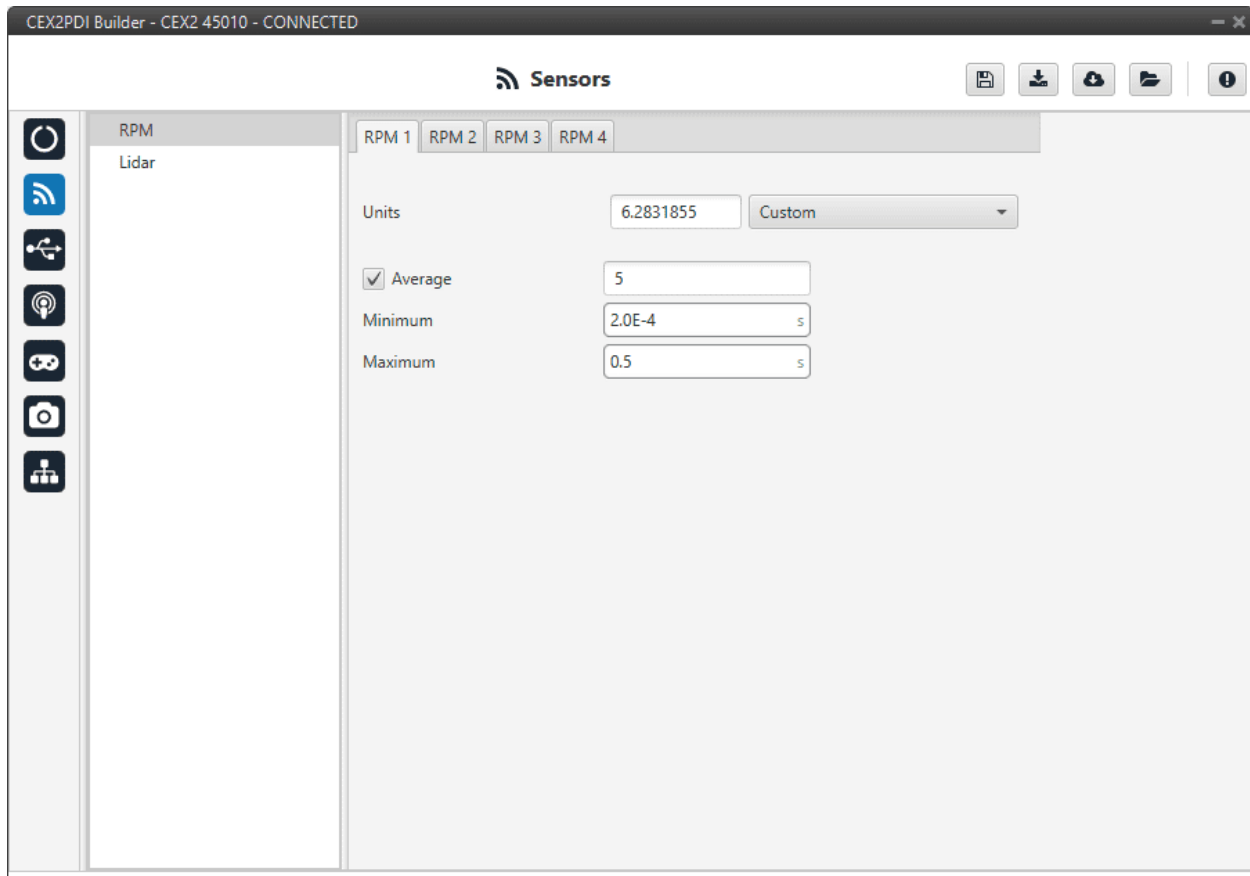 CEX2PDI Builder - CEX2 45010 - CONNECTED
Sensors
RPM
Lidar
RPM 1 RPM 2 RPM 3 RPM 4
Units 6.2831855 Custom
Average 5
Minimum 2.0E-4 s
Maximum 0.5 s